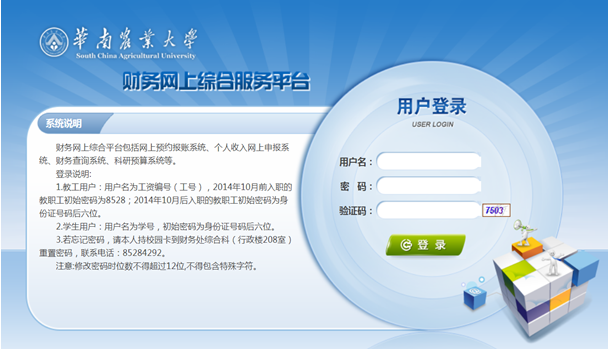 華南農業大學
South China Agricultural University
财务网上综合服务平台
系统说明
财务网上综合平台包括网上预约报账系统、个人收入网上申报系
统、财务查询系统、科研预算系统等。
登录说明:
1.教工用户：用户名为工资编号（工号），2014年10月前入职的
教职工初始密码为8528；2014年10月后入职的教职工初始密码为身
份证号码后六位。
2.学生用户：用户名为学号，初始密码为身份证号码后六位。
3.若忘记密码，请本人持校园卡到财务处综合科（行政楼208室）
重置密码，联系电话：85284292。
注意:修改密码时位数不得超过12位,不得包含特殊字符。
用户登录
USER LOGIN
用户名：
密 码：
验证码：
7503
登 录